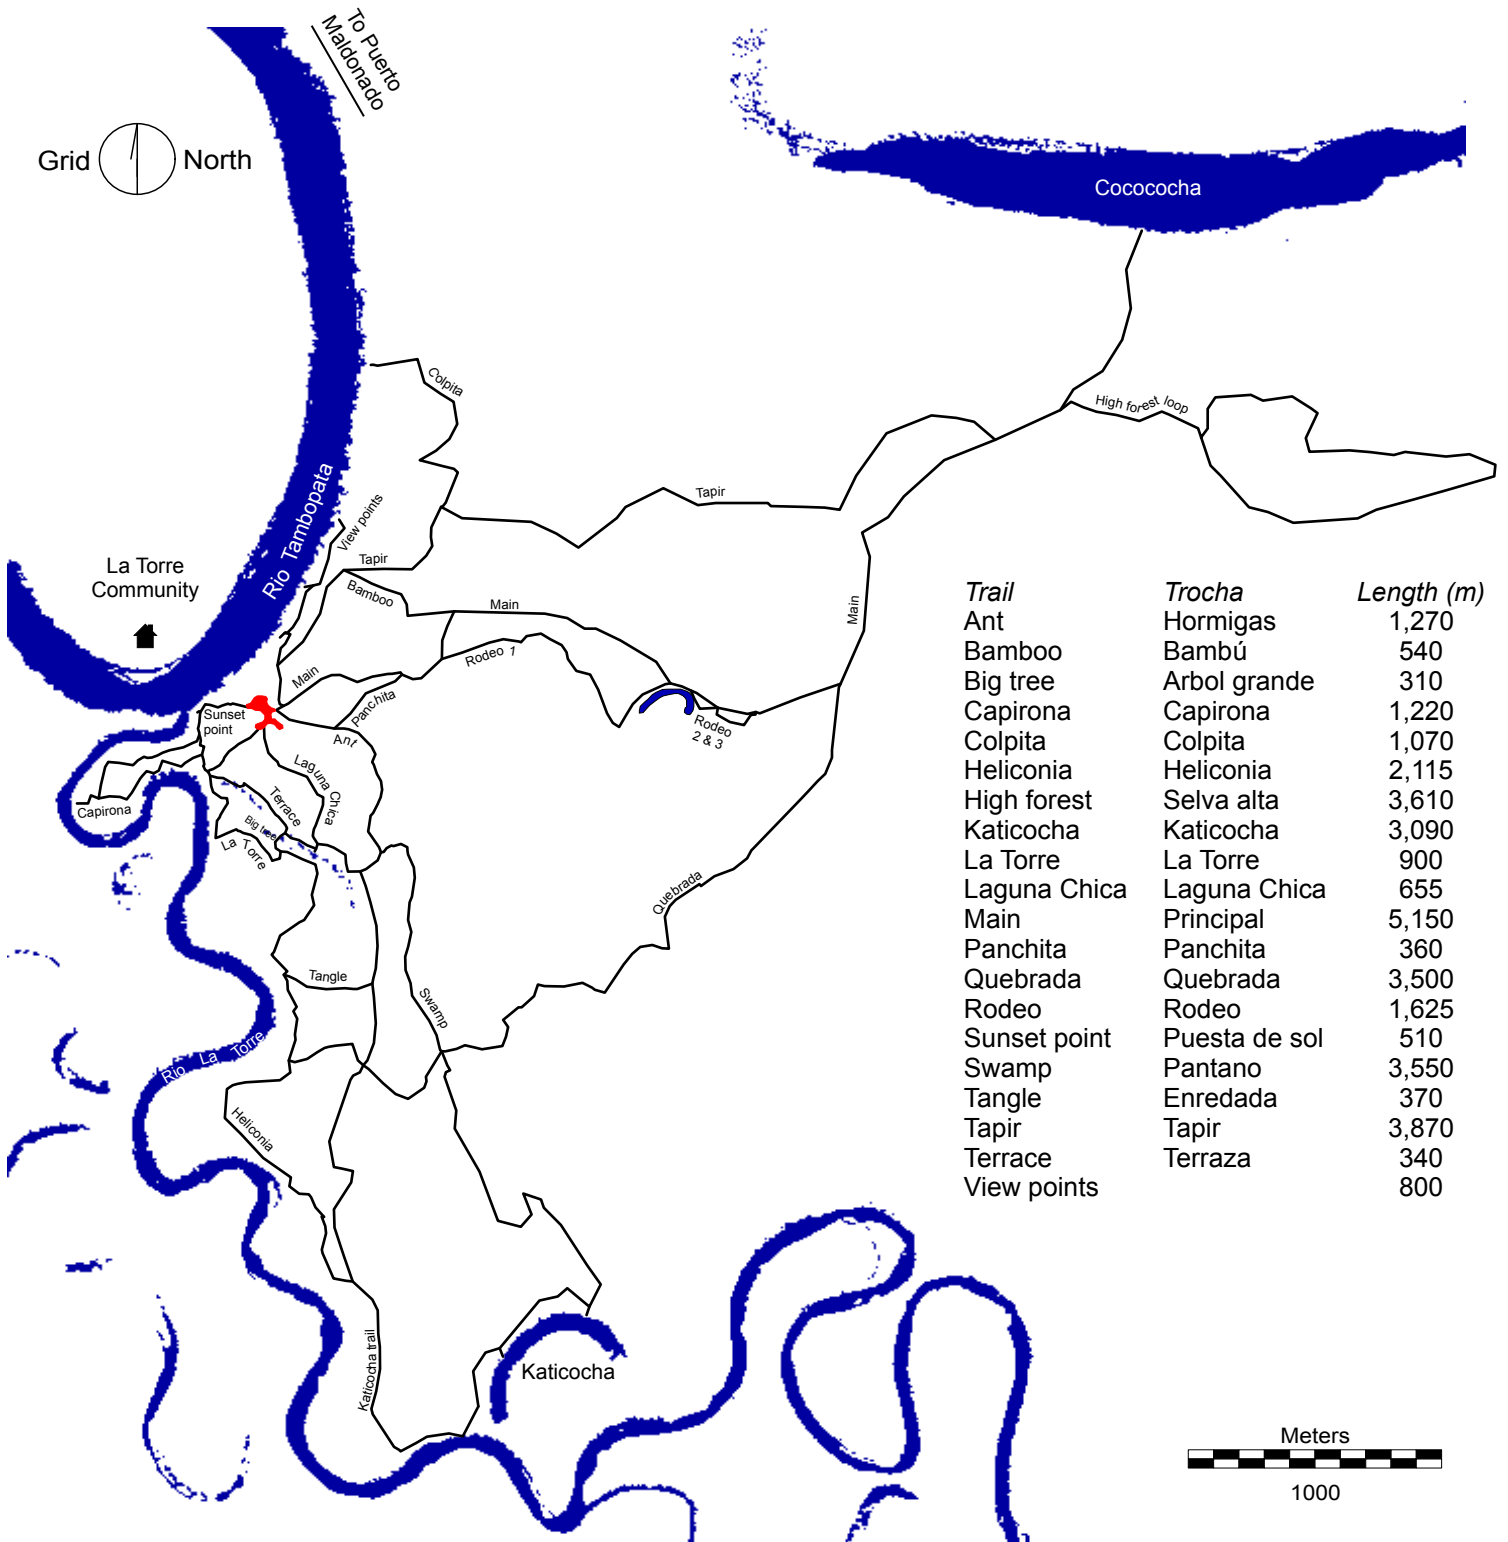 To Puerto
Maldonado
Grid North
Cocococha
Colpita
High forest loop
Rio Tambopata
View points
Tapir
Tapir
La Torre
Community
Bamboo
Main
Main
Rodeo 1
Main
Panchita
Sunset
point
Ant
Rodeo
2 & 3
Laguna Chica
Terrace
Capirona
Big tree
La Torre
Quebrada
Tangle
Swamp
Rio La Torre
Heliconia
Katicocha trail
Katicocha
Trail Trocha Length (m)
Ant Hormigas 1,270
Bamboo Bambú 540
Big tree Arbol grande 310
Capirona Capirona 1,220
Colpita Colpita 1,070
Heliconia Heliconia 2,115
High forest Selva alta 3,610
Katicocha Katicocha 3,090
La Torre La Torre 900
Laguna Chica Laguna Chica 655
Main Principal 5,150
Panchita Panchita 360
Quebrada Quebrada 3,500
Rodeo Rodeo 1,625
Sunset point Puesta de sol 510
Swamp Pantano 3,550
Tangle Enredada 370
Tapir Tapir 3,870
Terrace Terraza 340
View points 800
Meters
1000